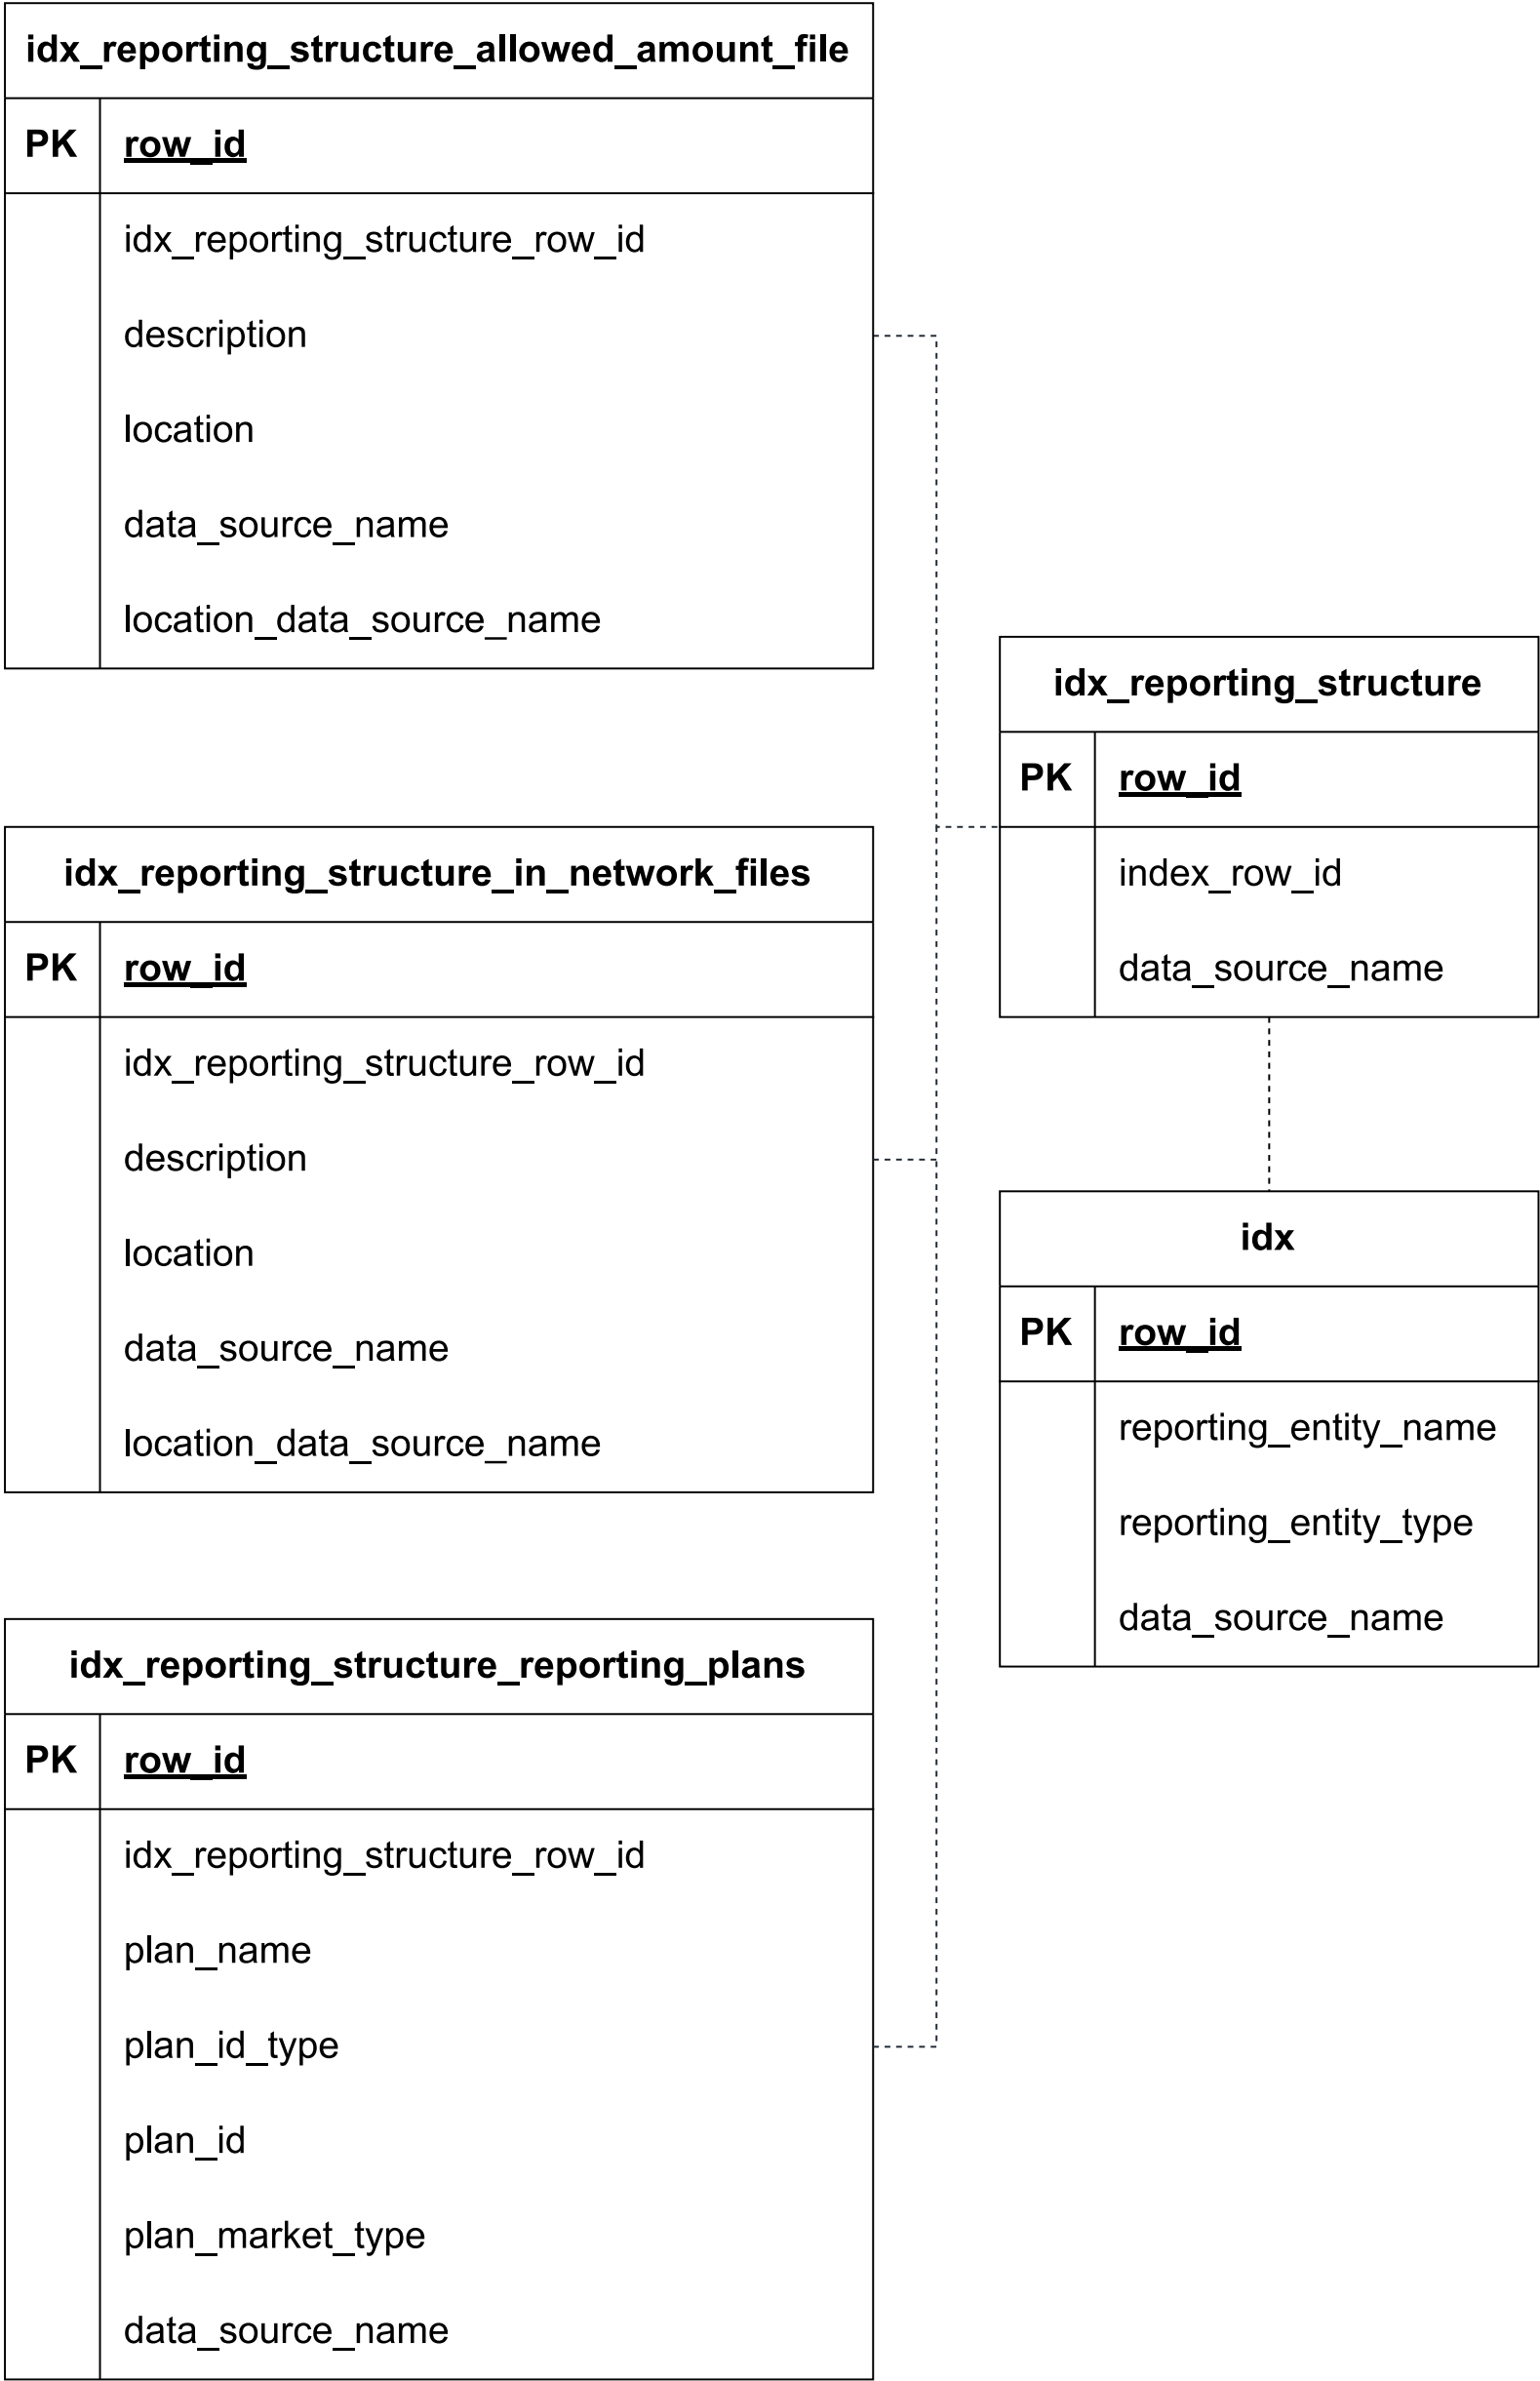 idx_reporting_structure_allowed_amount_file
PK row_id
idx_reporting_structure_row_id
description
location
data_source_name
location_data_source_name
idx_reporting_structure_in_network_files
PK row_id
idx_reporting_structure_row_id
description
location
data_source_name
location_data_source_name
idx_reporting_structure_reporting_plans
PK row_id
idx_reporting_structure_row_id
plan_name
plan_id_type
plan_id
plan_market_type
data_source_name
idx_reporting_structure
PK row_id
index_row_id
data_source_name
idx
PK row_id
reporting_entity_name
reporting_entity_type
data_source_name